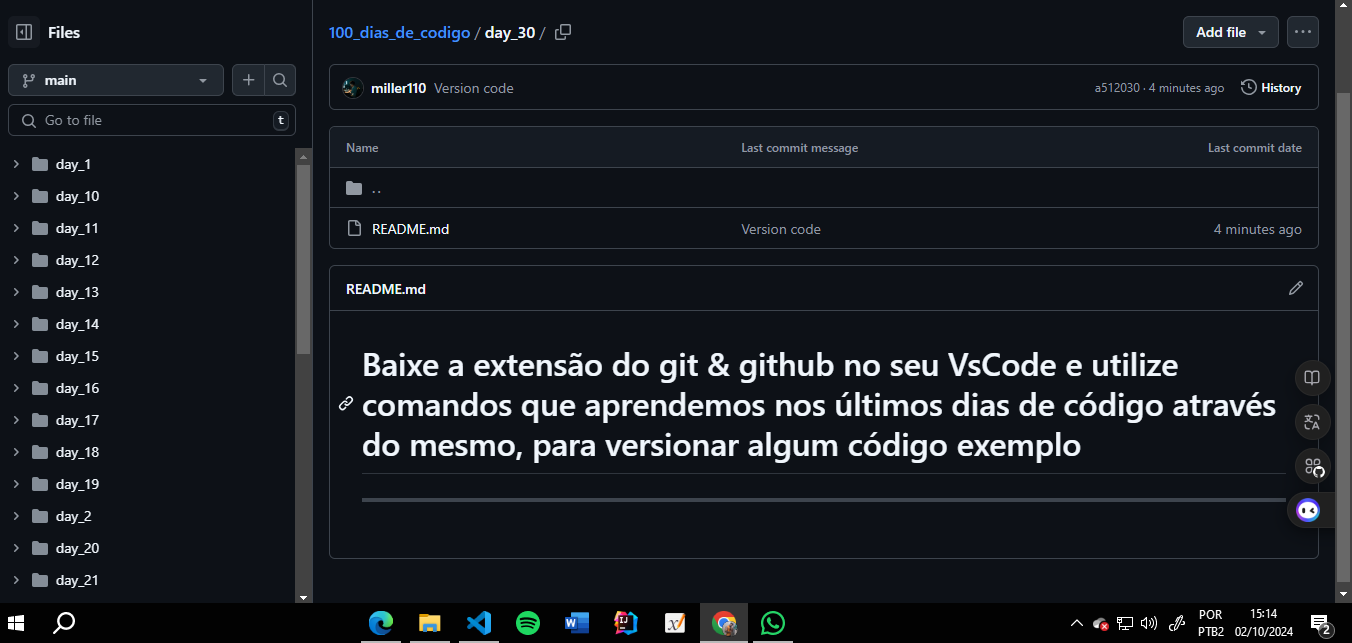 Files
100_dias_de_codigo / day_30 /
Add file
main
miller110 Version code
a512030 · 4 minutes ago
History
Go to file
t
Name
Last commit message
Last commit date
..
README.md
Version code
4 minutes ago
README.md
Baixe a extensão do git & github no seu VsCode e utilize
comandos que aprendemos nos últimos dias de código através
do mesmo, para versionar algum código exemplo
day_1
day_10
day_11
day_12
day_13
day_14
day_15
day_16
day_17
day_18
day_19
day_2
day_20
day_21
POR
PTB2
15:14
02/10/2024
2